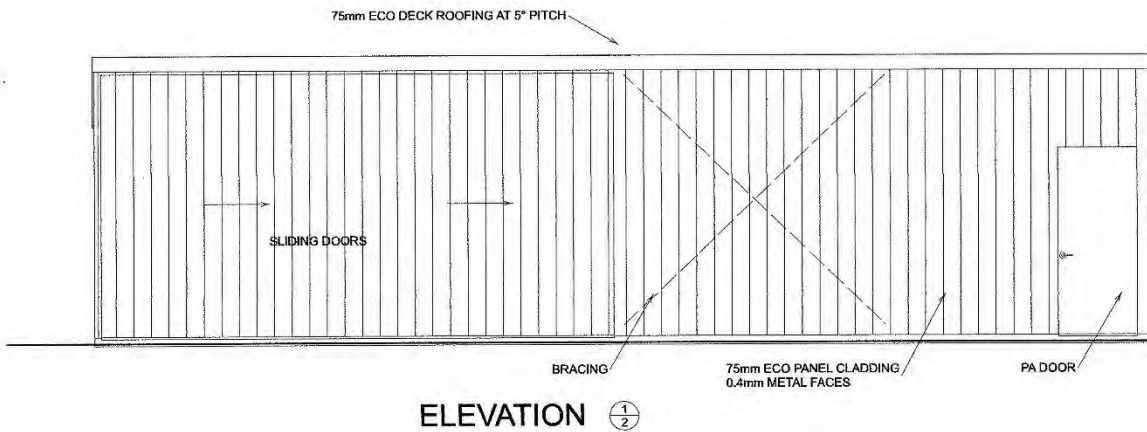 75mm ECO DECK ROOFING AT 5° PITCH
SLIDING DOORS
BRACING
75mm ECO PANEL CLADDING
0.4mm METAL FACES
PA DOOR
ELEVATION
1
2